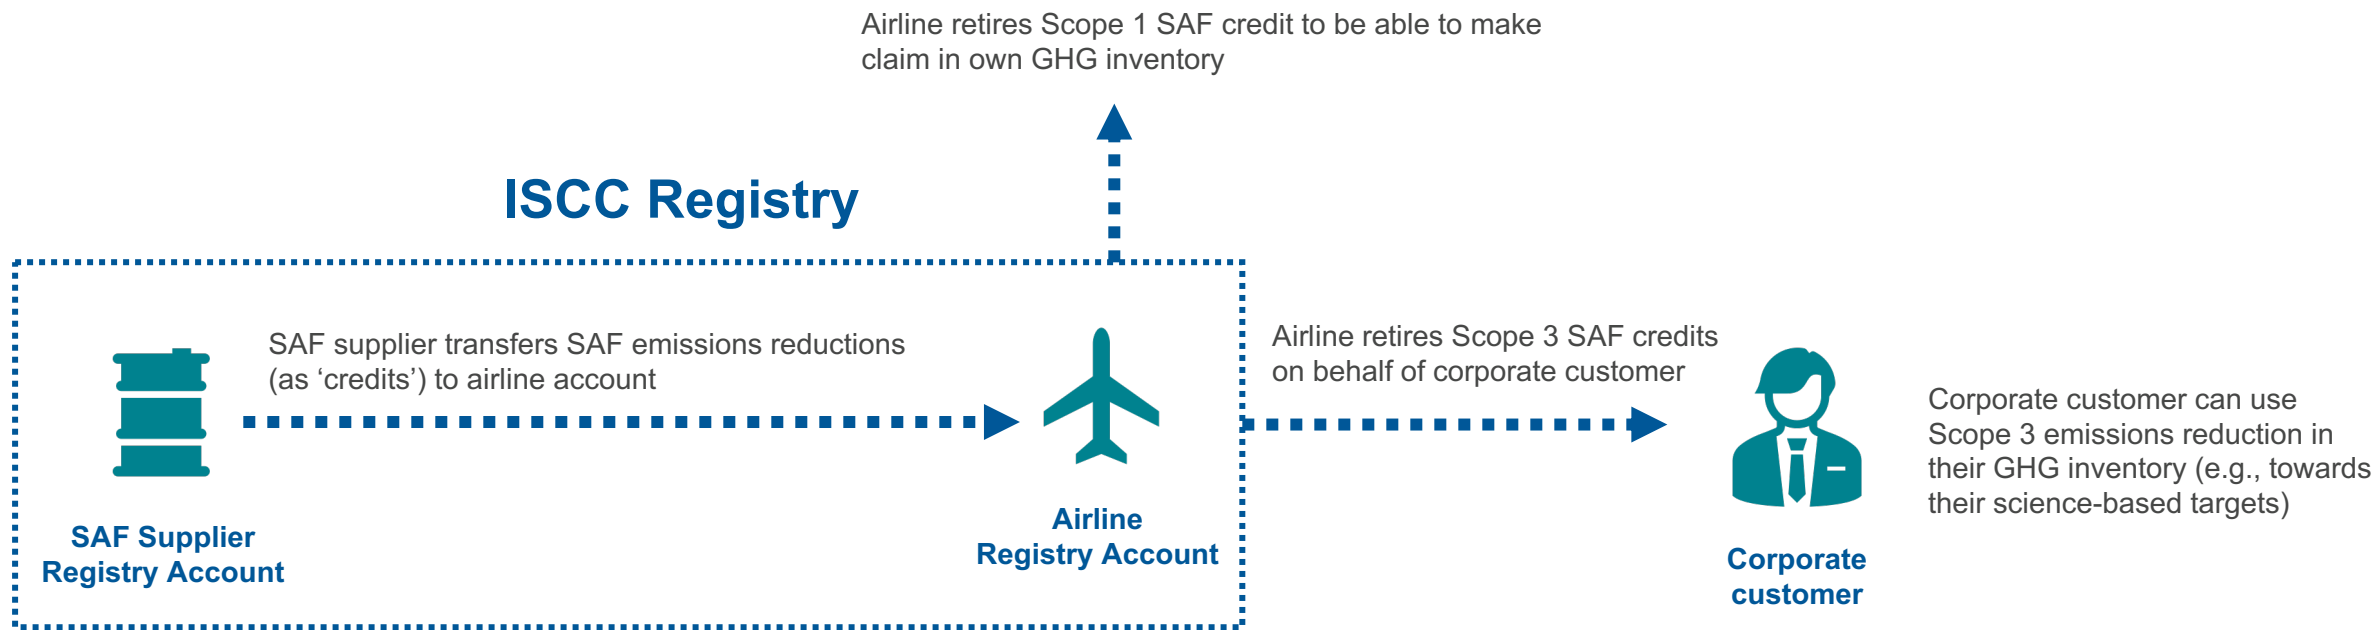 Airline retires Scope 1 SAF credit to be able to make
claim in own GHG inventory
ISCC Registry
SAF supplier transfers SAF emissions reductions
(as ‘credits’) to airline account
Airline retires Scope 3 SAF credits
on behalf of corporate customer
Corporate customer can use
Scope 3 emissions reduction in
their GHG inventory (e.g., towards
their science-based targets)
SAF Supplier
Registry Account
Airline
Registry Account
Corporate
customer